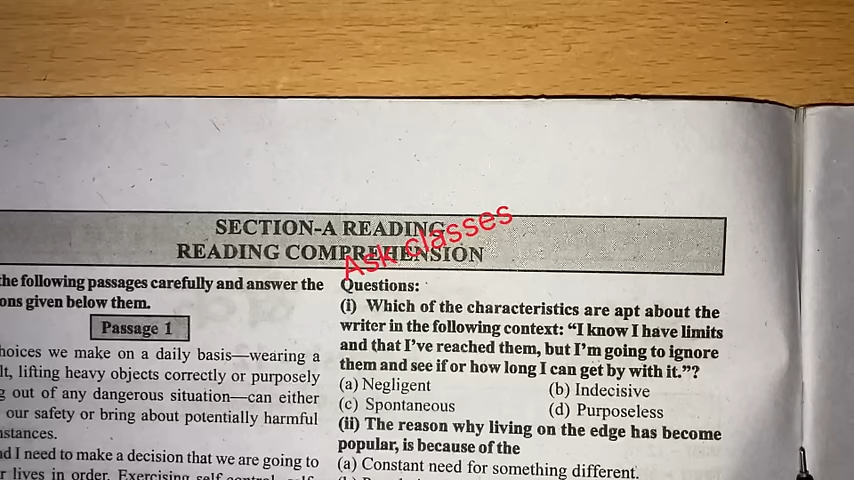 SECTION-A READING
READING COMPREHENSION
Ask classes
the following passages carefully and answer the
given below them.
Passage 1
we make on a daily basis—wearing a
lifting heavy objects correctly or purposely
out of any dangerous situation—can either
our safety or bring about potentially harmful
I need to make a decision that we are going to
lives in order. Exercising
Questions:
(i) Which of the characteristics are apt about the
writer in the following context: “I know I have limits
and that I’ve reached them, but I’m going to ignore
them and see if or how long I can get by with it.”?
(a) Negligent (b) Indecisive
(c) Spontaneous (d) Purposeless
(ii) The reason why living on the edge has become
popular, is because of the
(a) Constant need for something different.